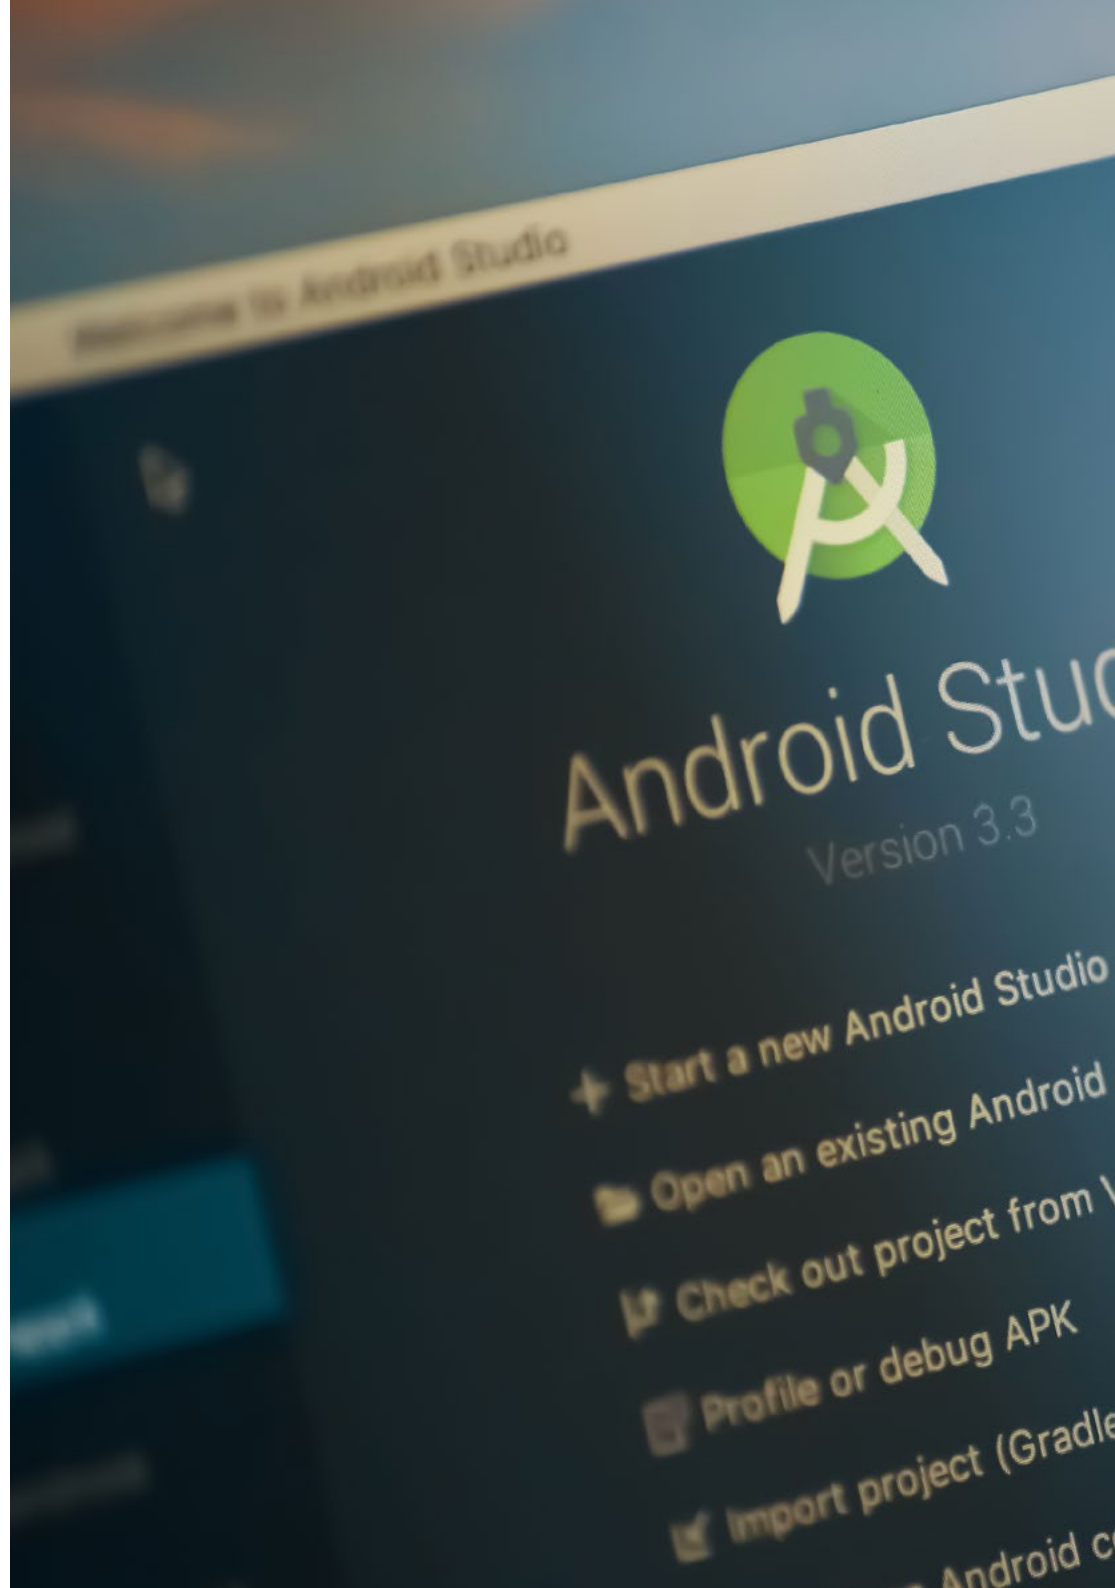 Welcome to Android Studio
Android Stud
Version 3.3
Start a new Android Studio
Open an existing Android
Check out project from V
Profile or debug APK
Import project (Gradle
Android co